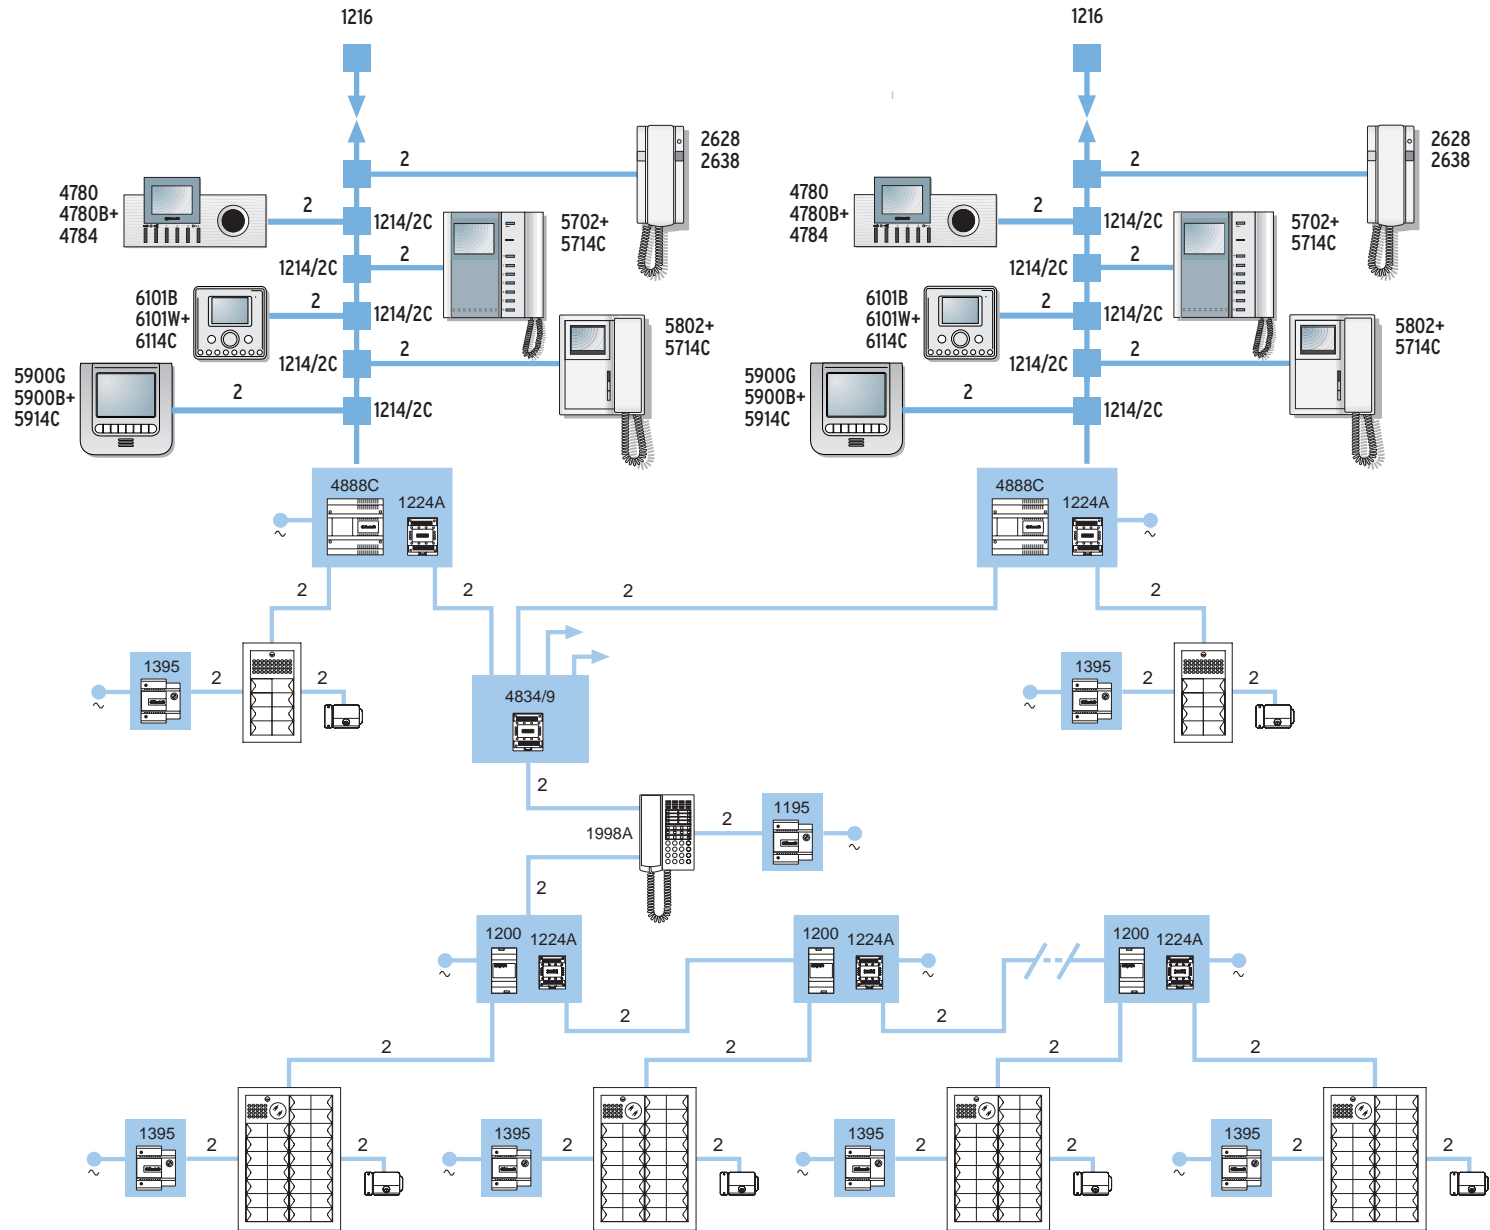 1216
1216
2
2628
2638
2
2628
2638
4780
4780B+
4784
2
1214/2C
5702+
5714C
4780
4780B+
4784
2
1214/2C
5702+
5714C
1214/2C
2
1214/2C
2
6101B
6101W+
6114C
2
1214/2C
6101B
6101W+
6114C
2
1214/2C
5802+
5714C
5802+
5714C
1214/2C
2
1214/2C
2
5900G
5900B+
5914C
2
1214/2C
5900G
5900B+
5914C
2
1214/2C
4888C
1224A
~
4888C
1224A
~
2
2
2
2
1395
~
2
2
4834/9
1395
~
2
2
2
1998A
2
1195
~
2
1200
1224A
~
1200
1224A
~
1200
1224A
~
2
2
2
2
2
2
1395
~
2
2
1395
~
2
2
1395
~
2
2
1395
~
2
2